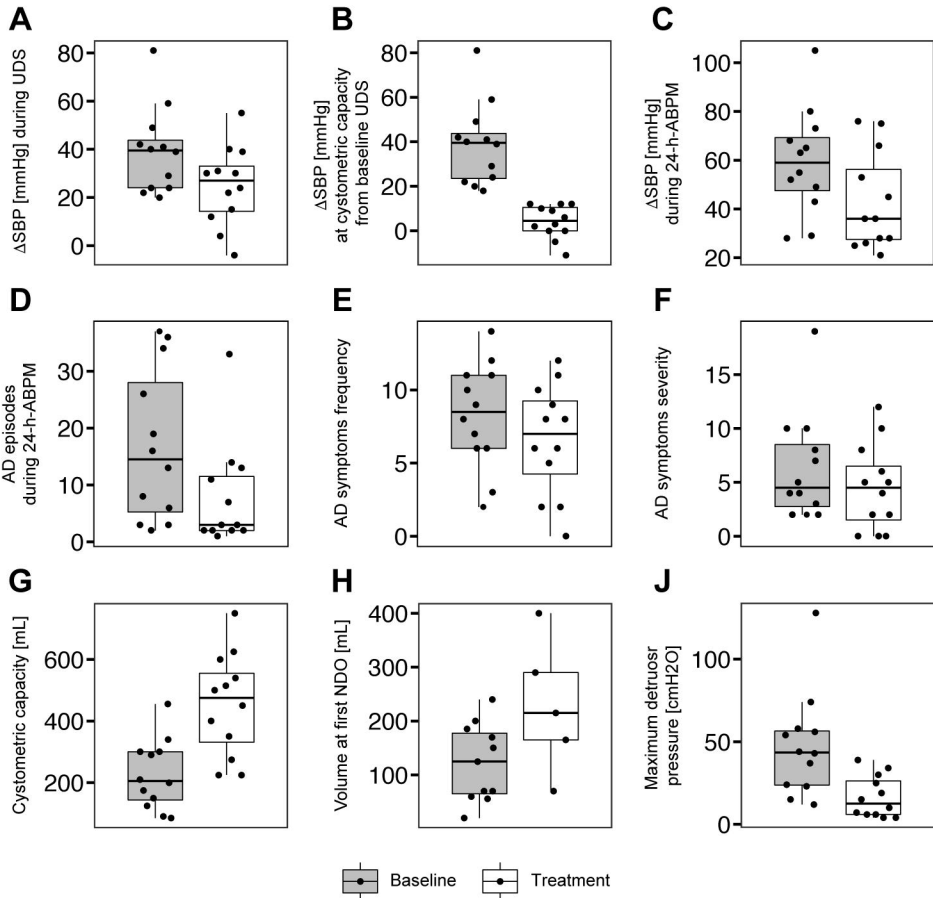 A
ΔSBP [mmHg] during UDS
80
60
40
20
0
B
ΔSBP [mmHg]
at cystometric capacity
from baseline UDS
80
60
40
20
0
C
ΔSBP [mmHg]
during 24-h-ABPM
100
80
60
40
20
D
AD episodes
during 24-h-ABPM
30
20
10
0
E
AD symptoms frequency
10
5
0
F
AD symptoms severity
15
10
5
0
G
Cystometric capacity [mL]
600
400
200
H
Volume at first NDO [mL]
400
300
200
100
J
Maximum detruosr
pressure [cmH2O]
100
50
0
Baseline
Treatment